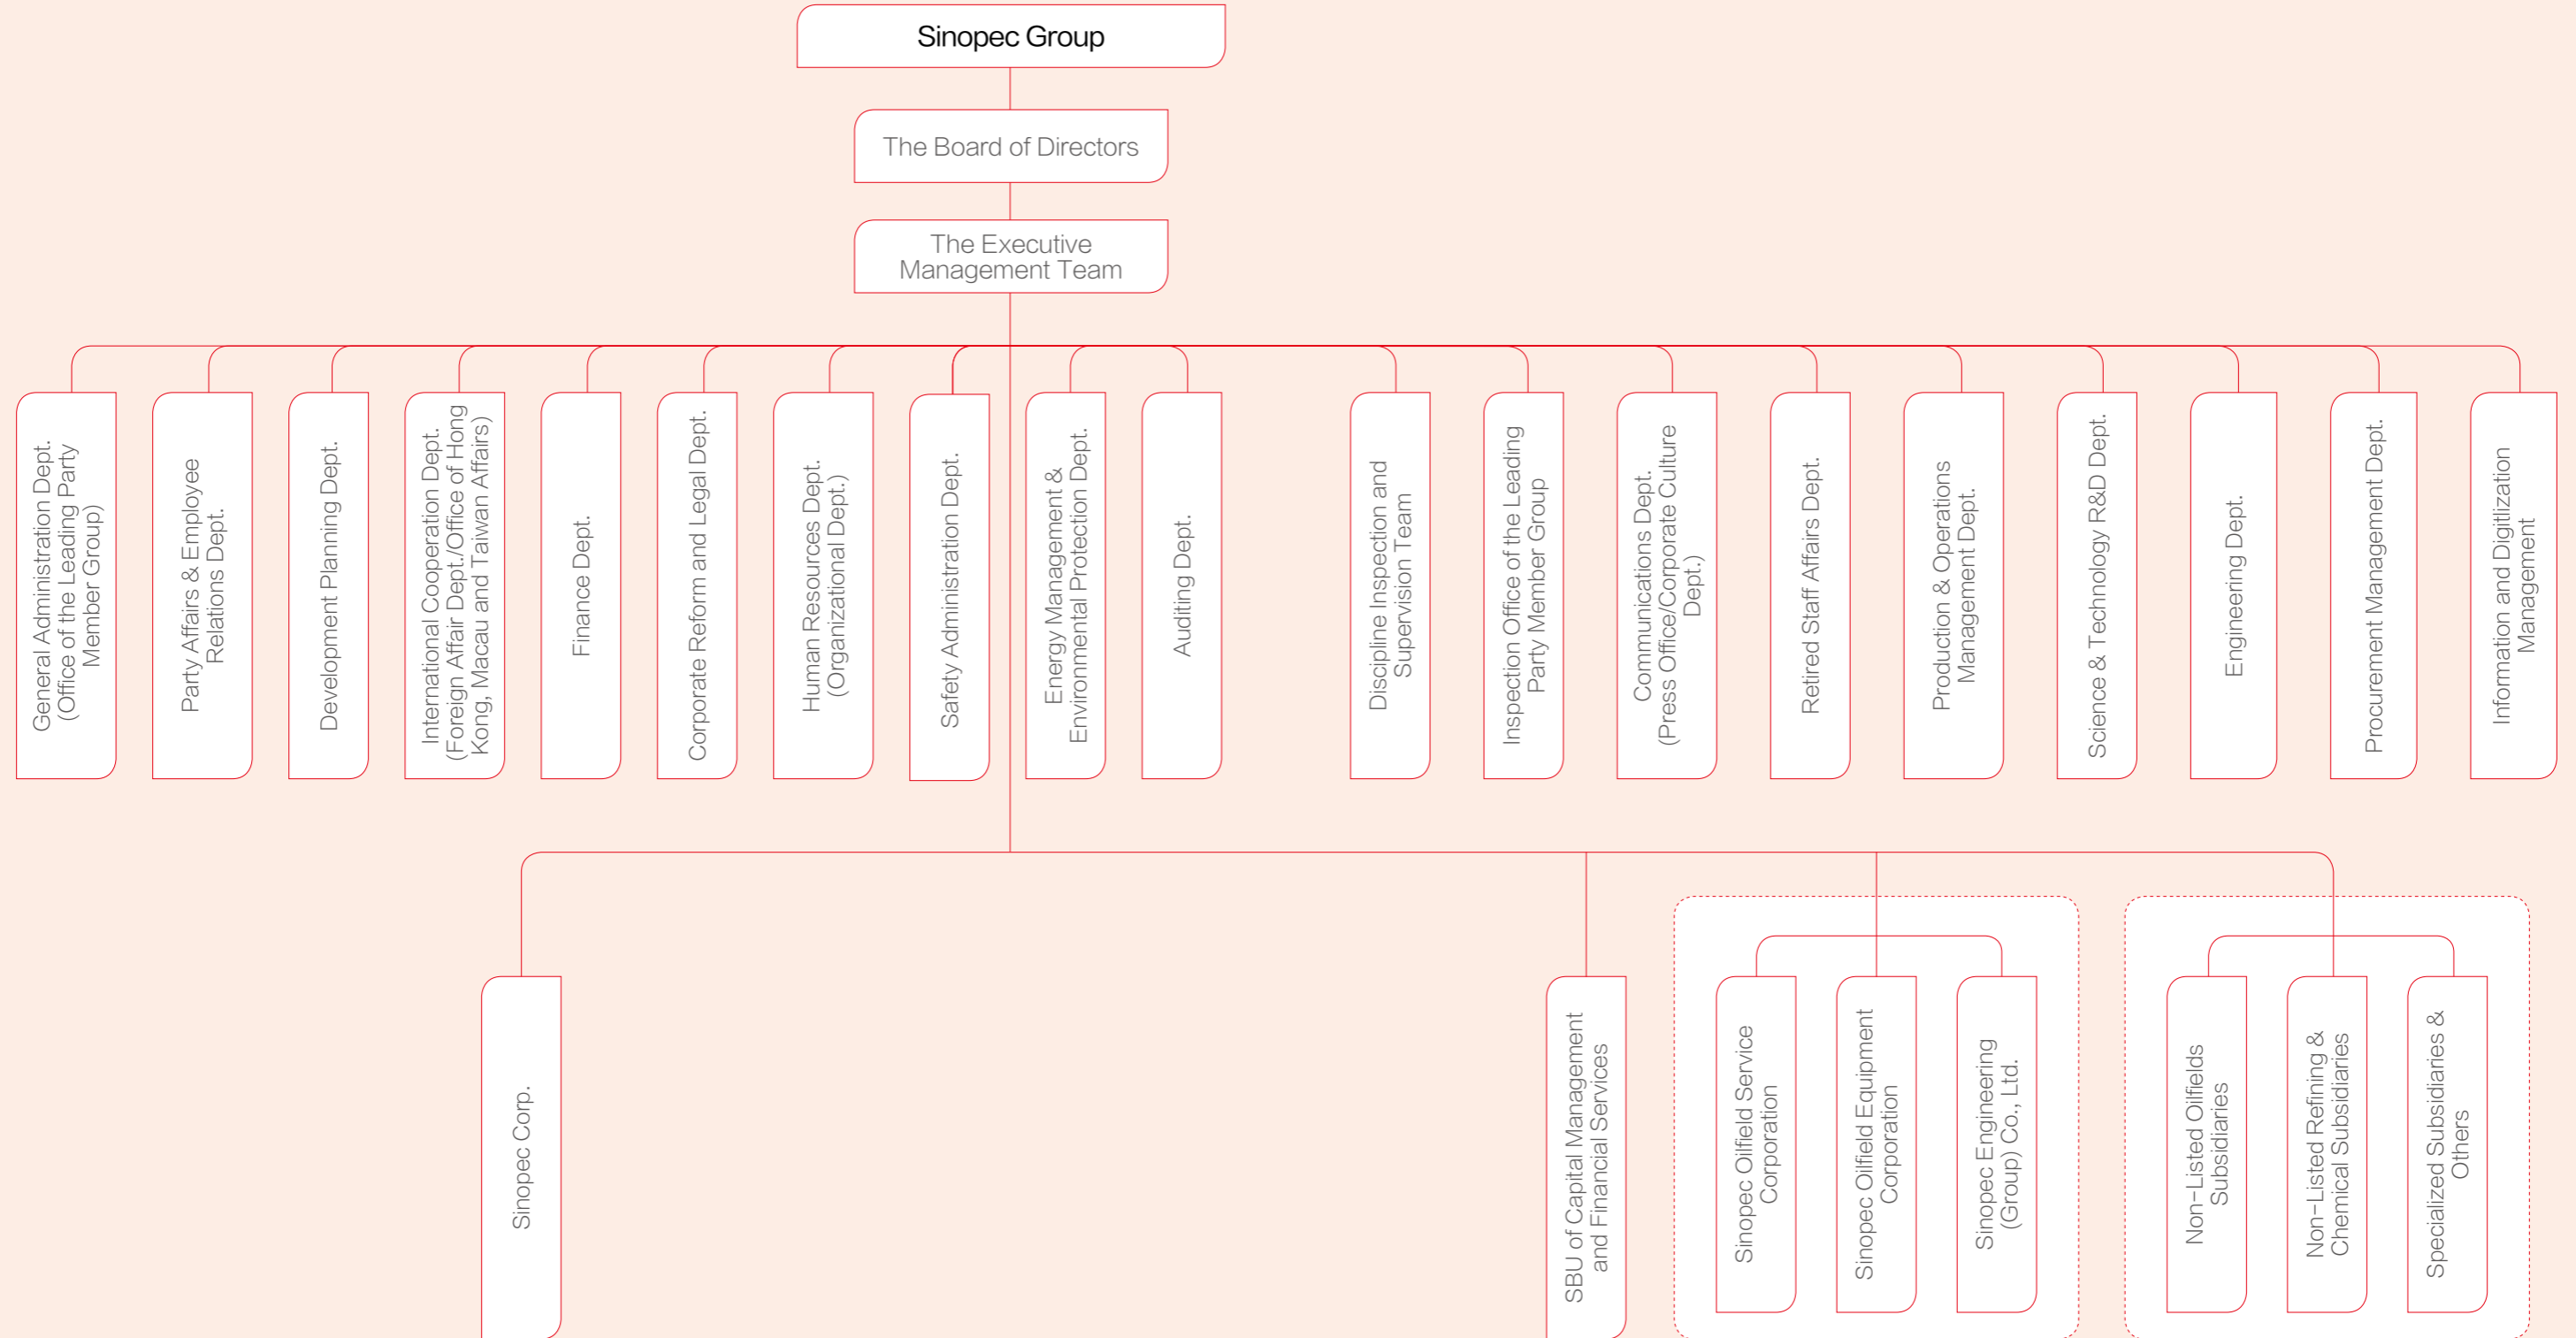 Sinopec Group
The Board of Directors
The Executive
Management Team
General Administration Dept.
(Office of the Leading Party
Member Group)
Party Affairs & Employee
Relations Dept.
Development Planning Dept.
International Cooperation Dept.
(Foreign Affair Dept./Office of Hong
Kong, Macau and Taiwan Affairs)
Finance Dept.
Corporate Reform and Legal Dept.
Human Resources Dept.
(Organizational Dept.)
Safety Administration Dept.
Energy Management &
Environmental Protection Dept.
Auditing Dept.
Discipline Inspection and
Supervision Team
Inspection Office of the Leading
Party Member Group
Communications Dept.
(Press Office/Corporate Culture
Dept.)
Retired Staff Affairs Dept.
Production & Operations
Management Dept.
Science & Technology R&D Dept.
Engineering Dept.
Procurement Management Dept.
Information and Digitlization
Management
Sinopec Corp.
SBU of Capital Management
and Financial Services
Sinopec Oilfield Service
Corporation
Sinopec Oilfield Equipment
Corporation
Sinopec Engineering
(Group) Co., Ltd.
Non-Listed Oilfields
Subsidiaries
Non-Listed Refining &
Chemical Subsidiaries
Specialized Subsidiaries &
Others